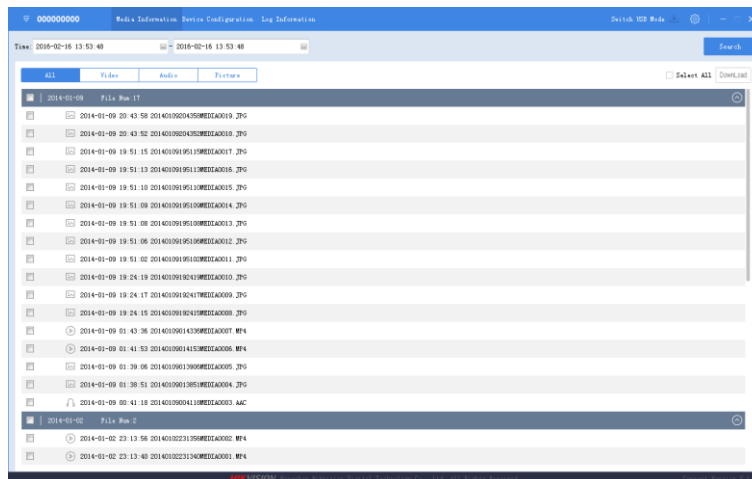 000000000 Media Information Device Configuration Log Information Switch USB Mode
Time: 2016-02-16 13:53:48 - 2016-02-16 13:53:48 Search
All Video Audio Picture Select All DownLoad
2014-01-09 File Num:17
2014-01-09 20:43:58 20140109204358MEDIA0019.JPG
2014-01-09 20:43:52 20140109204352MEDIA0018.JPG
2014-01-09 19:51:15 20140109195115MEDIA0017.JPG
2014-01-09 19:51:13 20140109195113MEDIA0016.JPG
2014-01-09 19:51:10 20140109195110MEDIA0015.JPG
2014-01-09 19:51:09 20140109195109MEDIA0014.JPG
2014-01-09 19:51:08 20140109195108MEDIA0013.JPG
2014-01-09 19:51:06 20140109195106MEDIA0012.JPG
2014-01-09 19:51:02 20140109195102MEDIA0011.JPG
2014-01-09 19:24:19 20140109192419MEDIA0010.JPG
2014-01-09 19:24:17 20140109192417MEDIA0009.JPG
2014-01-09 19:24:15 20140109192415MEDIA0008.JPG
2014-01-09 01:43:36 20140109014336MEDIA0007.MP4
2014-01-09 01:41:53 20140109014153MEDIA0006.MP4
2014-01-09 01:39:06 20140109013906MEDIA0005.JPG
2014-01-09 01:38:51 20140109013851MEDIA0004.JPG
2014-01-09 00:41:18 20140109004118MEDIA0003.AAC
2014-01-02 File Num:2
2014-01-02 23:13:56 20140102231356MEDIA0002.MP4
2014-01-02 23:13:40 20140102231340MEDIA0001.MP4
HIKVISION